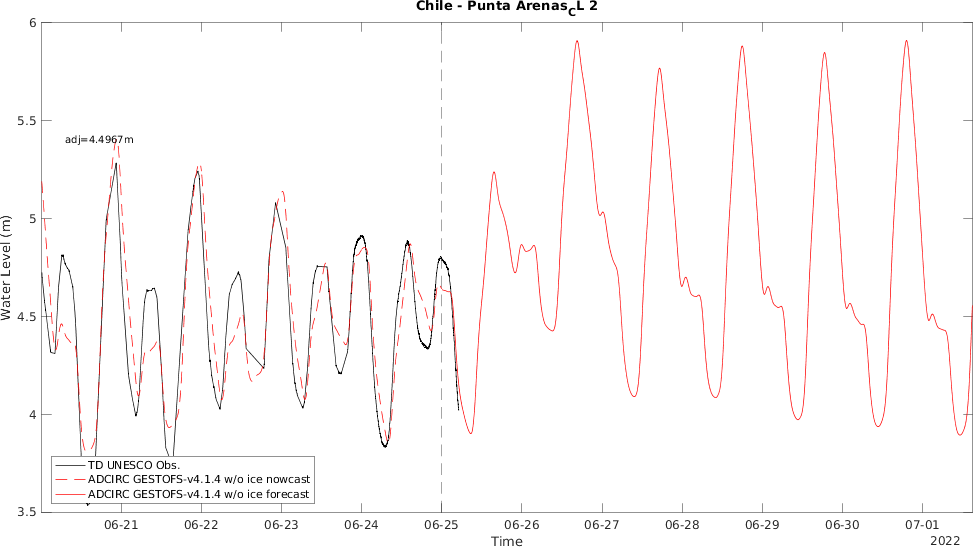 Chile - Punta Arenas_CL 2
6
5.5
5
4.5
4
3.5
Water Level (m)
adj=4.4967m
TD UNESCO Obs.
ADCIRC GESTOFS-v4.1.4 w/o ice nowcast
ADCIRC GESTOFS-v4.1.4 w/o ice forecast
06-21 06-22 06-23 06-24 06-25 06-26 06-27 06-28 06-29 06-30 07-01
Time
2022